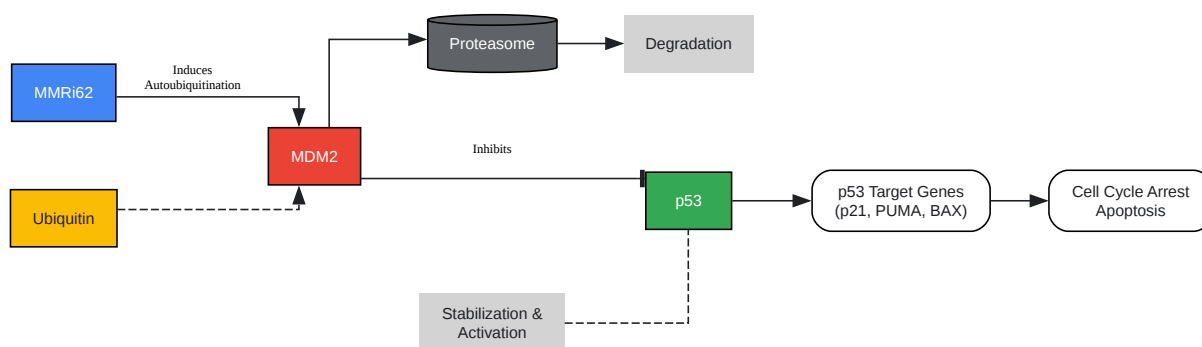 Proteasome
Degradation
Induces
Autoubiquitination
MMRi62
MDM2
Inhibits
Ubiquitin
p53
p53 Target Genes
(p21, PUMA, BAX)
Cell Cycle Arrest
Apoptosis
Stabilization &
Activation